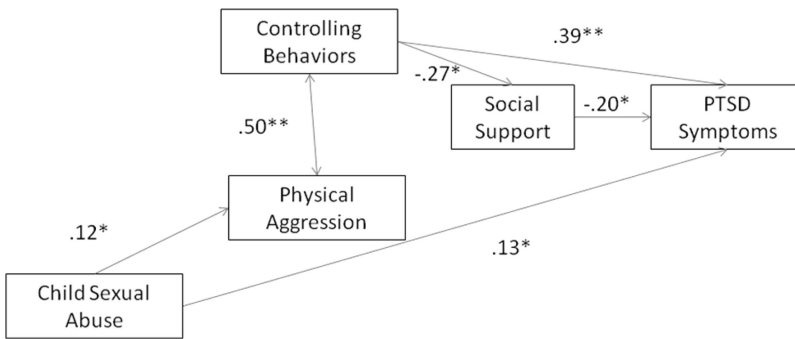 Controlling
Behaviors
.39**
-.27*
Social
Support
-.20*
PTSD
Symptoms
.50**
Physical
Aggression
.12*
.13*
Child Sexual
Abuse